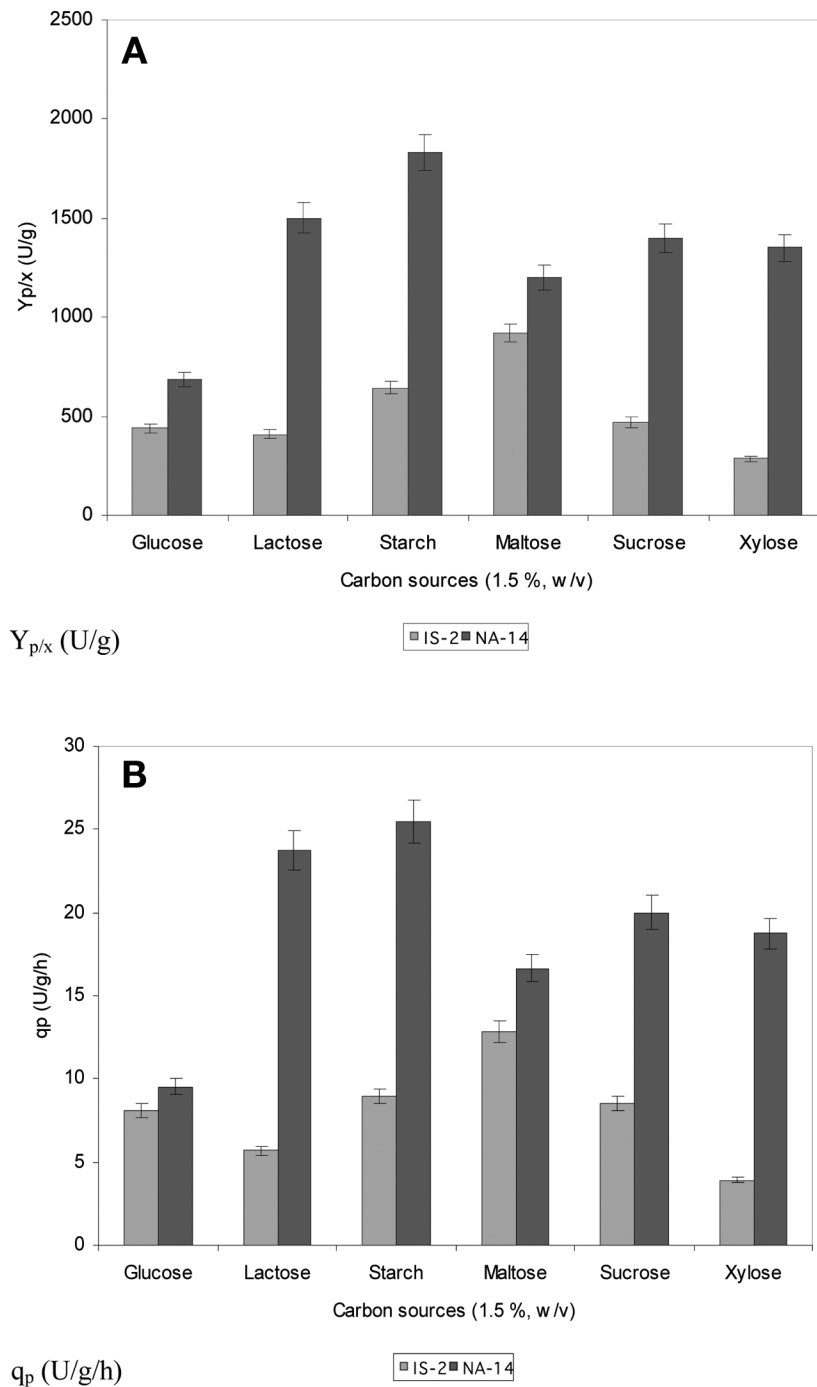 A
2500
2000
1500
1000
500
0
Yp/x (U/g)
Glucose Lactose Starch Maltose Sucrose Xylose
Carbon sources (1.5 %, w/v)
Yp/x (U/g)
IS-2 NA-14
B
30
25
20
15
10
5
0
qp (U/g/h)
Glucose Lactose Starch Maltose Sucrose Xylose
Carbon sources (1.5 %, w/v)
qp (U/g/h)
IS-2 NA-14